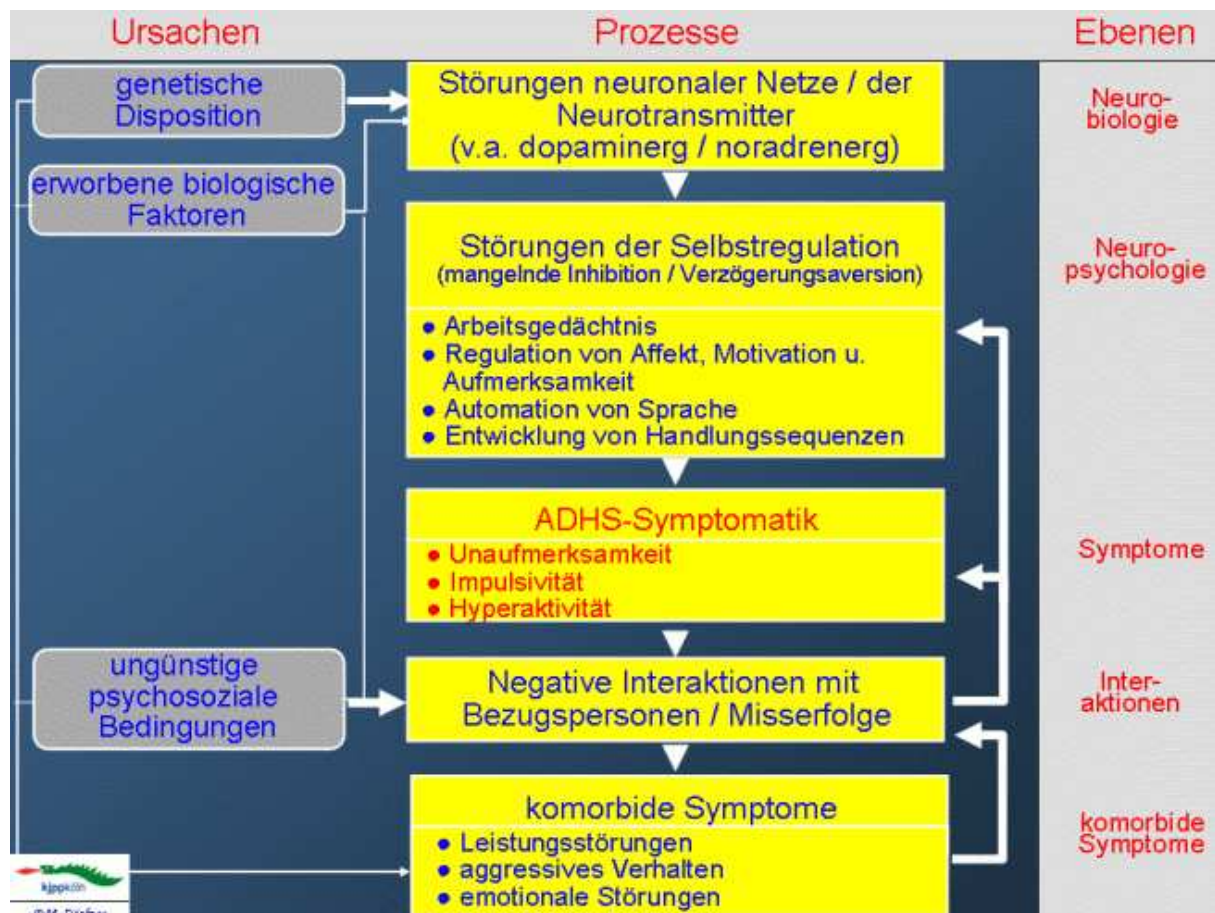 Ursachen
Prozesse
Ebenen
genetische
Disposition
Störungen neuronaler Netze / der
Neurotransmitter
(v.a. dopaminerg / noradrenerg)
Neuro-
biologie
erworbene biologische
Faktoren
Störungen der Selbstregulation
(mangelnde Inhibition / Verzögerungsaversion)
Neuro-
psychologie
● Arbeitsgedächtnis
● Regulation von Affekt, Motivation u.
Aufmerksamkeit
● Automation von Sprache
● Entwicklung von Handlungssequenzen
ADHS-Symptomatik
● Unaufmerksamkeit
● Impulsivität
● Hyperaktivität
Symptome
ungünstige
psychosoziale
Bedingungen
Negative Interaktionen mit
Bezugspersonen / Misserfolge
Inter-
aktionen
komorbide Symptome
● Leistungsstörungen
● aggressives Verhalten
● emotionale Störungen
komorbide
Symptome
kjppköln